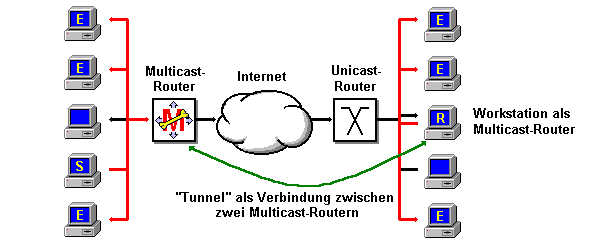 E
E
S
E
Multicast-
Router
M
Internet
Unicast-
Router
E
E
R
E
Workstation als
Multicast-Router
"Tunnel" als Verbindung zwischen
zwei Multicast-Routern